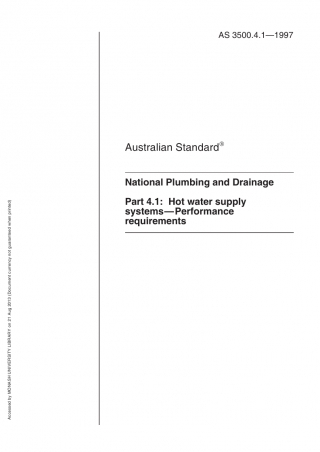 AS 3500.4.1—1997
Australian Standard®
National Plumbing and Drainage
Part 4.1: Hot water supply
systems—Performance
requirements
Accessed by MONASH UNIVERSITY LIBRARY on 21 Aug 2013 (Document currency not guaranteed when printed)